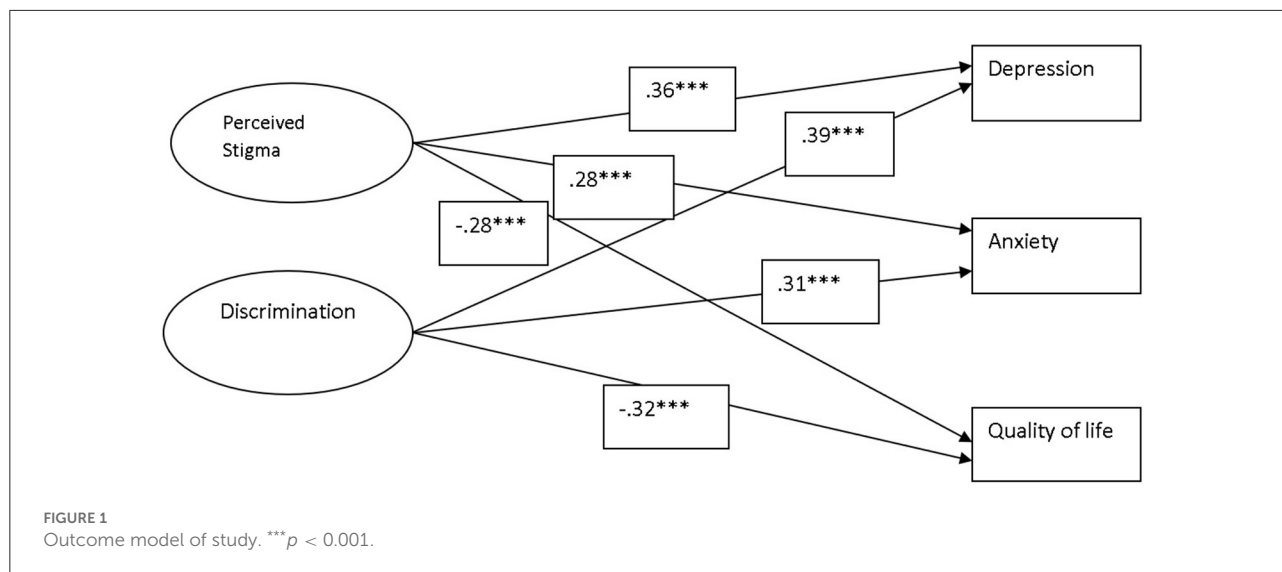 Depression
.36***
Perceived
Stigma
.39***
.28***
-.28***
Anxiety
.31***
Discrimination
-.32***
Quality of life
FIGURE 1
Outcome model of study. ***p < 0.001.